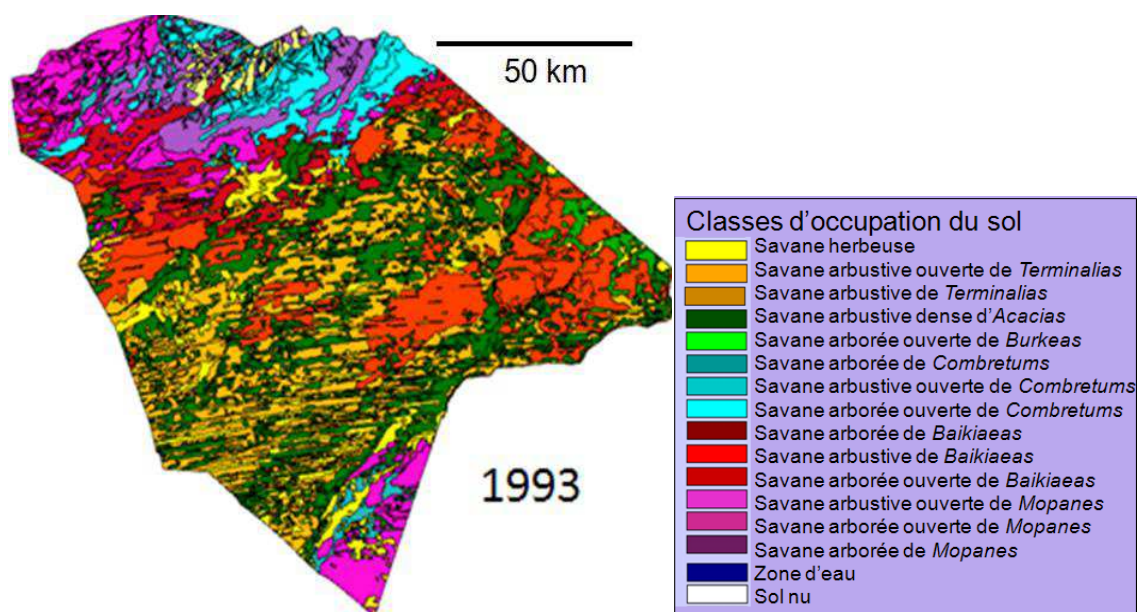 50 km
1993
Classes d'occupation du sol
Savane herbeuse
Savane arbustive ouverte de Terminalias
Savane arbustive de Terminalias
Savane arbustive dense d'Acacias
Savane arborée ouverte de Burkeas
Savane arborée de Combretums
Savane arbustive ouverte de Combretums
Savane arborée ouverte de Combretums
Savane arborée de Baikiaeas
Savane arbustive de Baikiaeas
Savane arborée ouverte de Baikiaeas
Savane arbustive ouverte de Mopanes
Savane arborée ouverte de Mopanes
Savane arborée de Mopanes
Zone d'eau
Sol nu